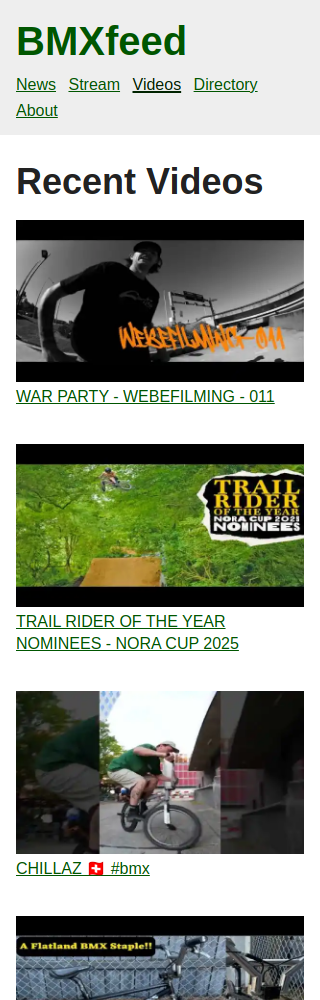 BMXfeed
News Stream Videos Directory
About
Recent Videos
WEBEFILMING-011
WAR PARTY - WEBEFILMING - 011
TRAIL
RIDER
OF THE YEAR
NORA CUP 2021
NOMINEES
TRAIL RIDER OF THE YEAR
NOMINEES - NORA CUP 2025
CHILLAZ 🇨🇭 #bmx
A Flatland BMX Staple!!